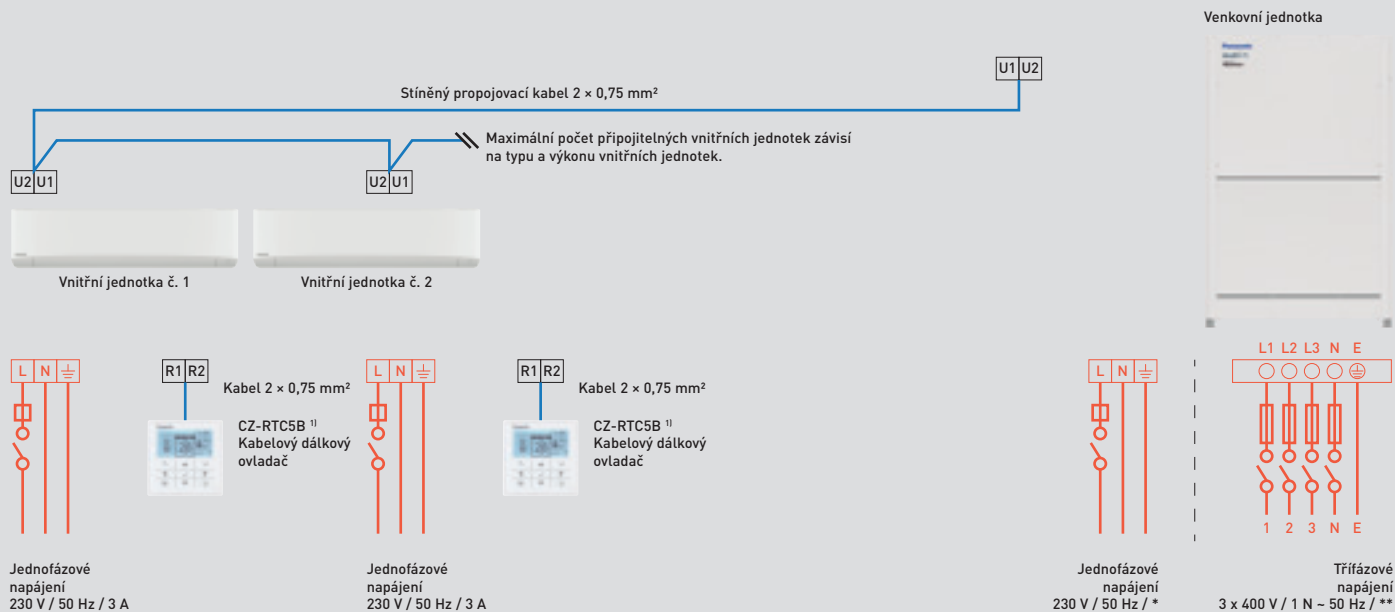 Venkovní jednotka
Panasonic
U1 U2
Stíněný propojovací kabel 2 × 0,75 mm²
Maximální počet připojitelných vnitřních jednotek závisí
na typu a výkonu vnitřních jednotek.
U2 U1
U2 U1
Vnitřní jednotka č. 1
Vnitřní jednotka č. 2
L N
R1 R2
Kabel 2 × 0,75 mm²
CZ-RTC5B ¹⁾
Kabelový dálkový
ovladač
L N
R1 R2
Kabel 2 × 0,75 mm²
CZ-RTC5B ¹⁾
Kabelový dálkový
ovladač
L N
L1 L2 L3 N E
1 2 3 N E
Jednofázové
napájení
230 V / 50 Hz / 3 A
Jednofázové
napájení
230 V / 50 Hz / 3 A
Jednofázové
napájení
230 V / 50 Hz / *
Třífázové
napájení
3 x 400 V / 1 N ~ 50 Hz / **